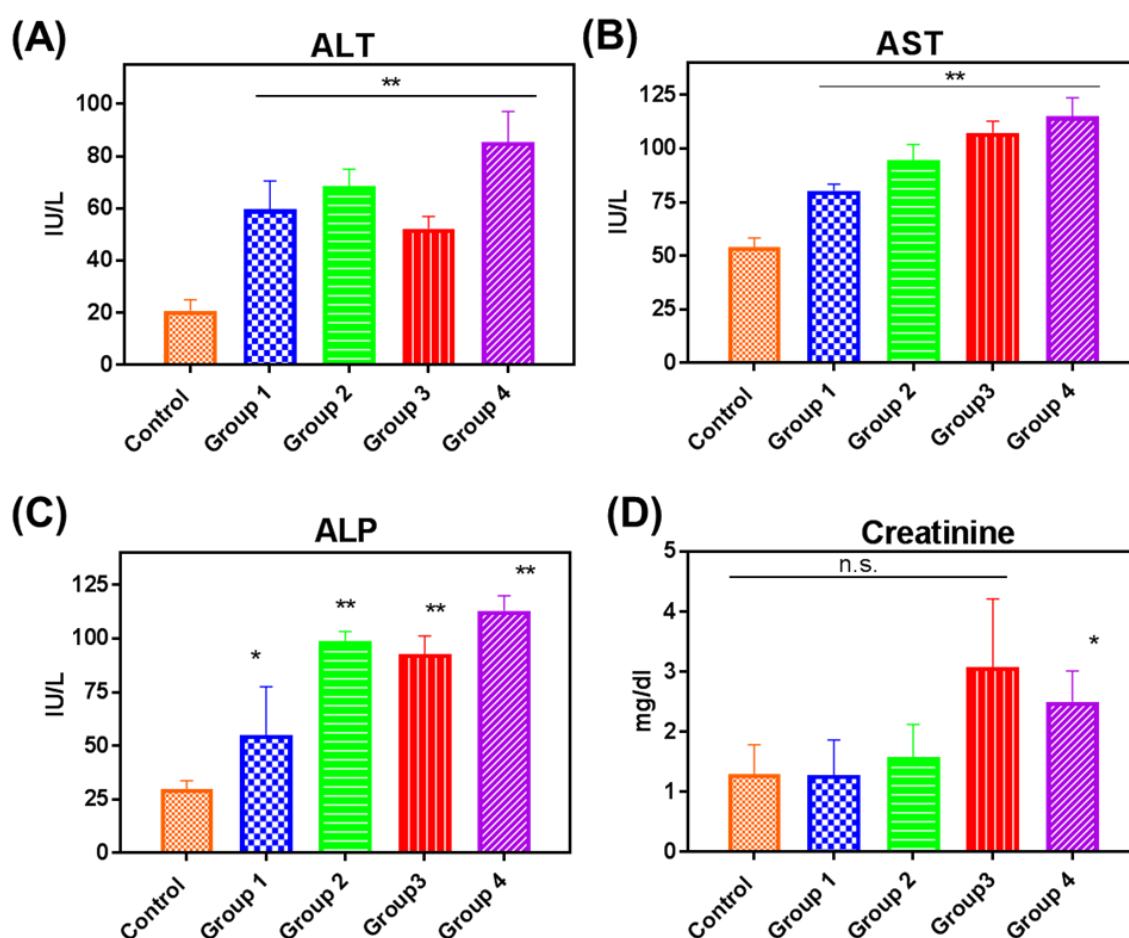 (A)
ALT
**
IU/L
100
80
60
40
20
0
Control
Group 1
Group 2
Group 3
Group 4
(B)
AST
**
IU/L
125
100
75
50
25
0
Control
Group 1
Group 2
Group3
Group 4
(C)
ALP
IU/L
125
100
75
50
25
0
*
**
**
**
Control
Group 1
Group 2
Group3
Group 4
(D)
Creatinine
n.s.
*
mg/dl
5
4
3
2
1
0
Control
Group 1
Group 2
Group3
Group 4